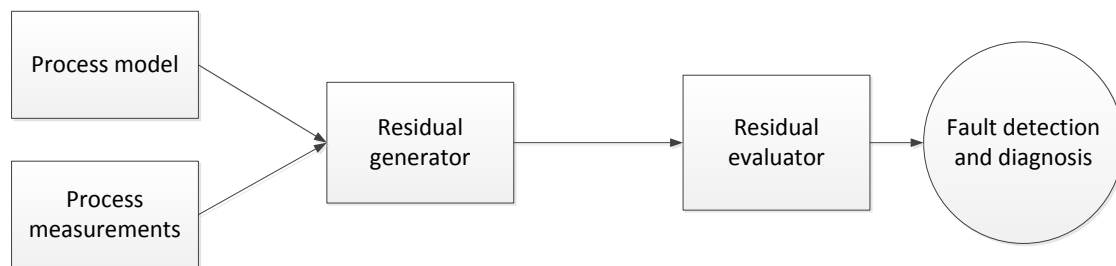 Process model
Process
measurements
Residual
generator
Residual
evaluator
Fault detection
and diagnosis